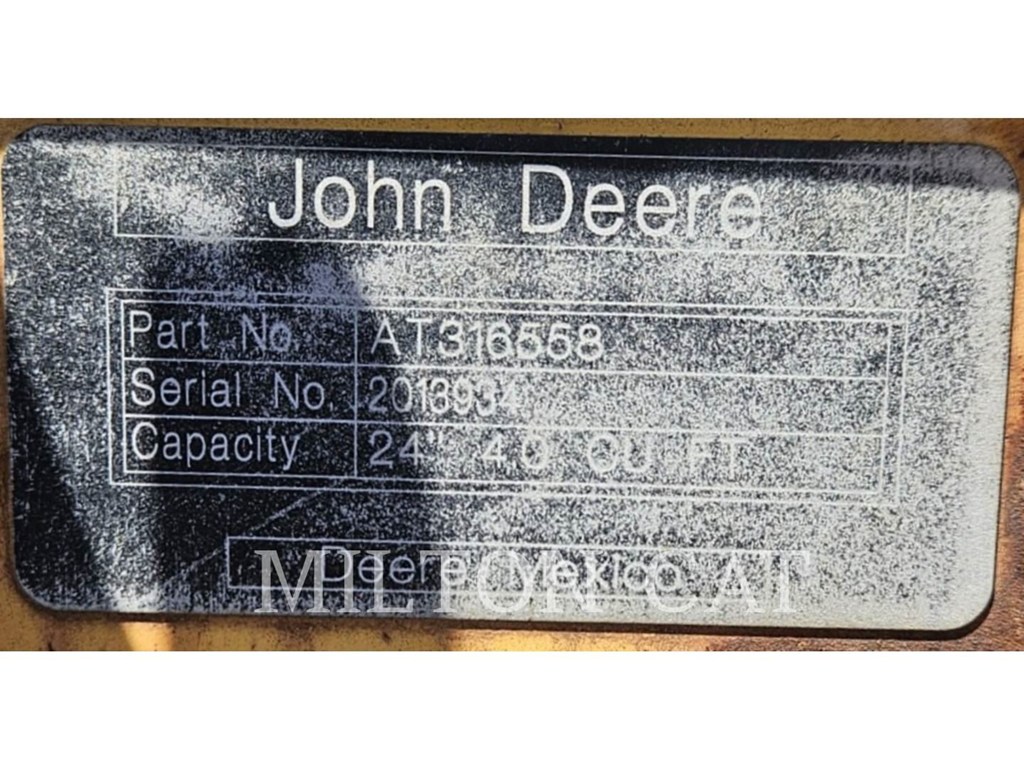 John Deere
Part No. AT316558
Serial No. 2013934
Capacity 24" 4.0 CU FT
Deere Mexico
MILTON CAT